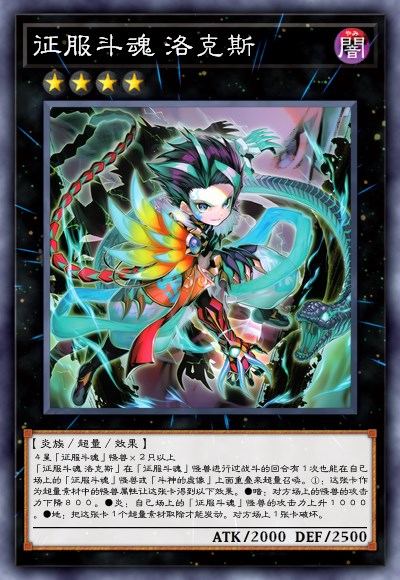 征服斗魂 洛克斯
やみ
闇
【炎族/超量/效果】
4星「征服斗魂」怪兽×2只以上
「征服斗魂 洛克斯」在「征服斗魂」怪兽进行过战斗的回合有1次也能在自己
场上的「征服斗魂」怪兽或「斗神的虚像」上面重叠来超量召唤。①：这张卡作
为超量素材中的怪兽属性让这张卡得到以下效果。●暗：对方场上的怪兽的攻击
力下降800。●炎：自己场上的「征服斗魂」怪兽的攻击力上升1000
。●地：把这张卡1个超量素材取除才能发动。对方场上1张卡破坏。
ATK/2000 DEF/2500